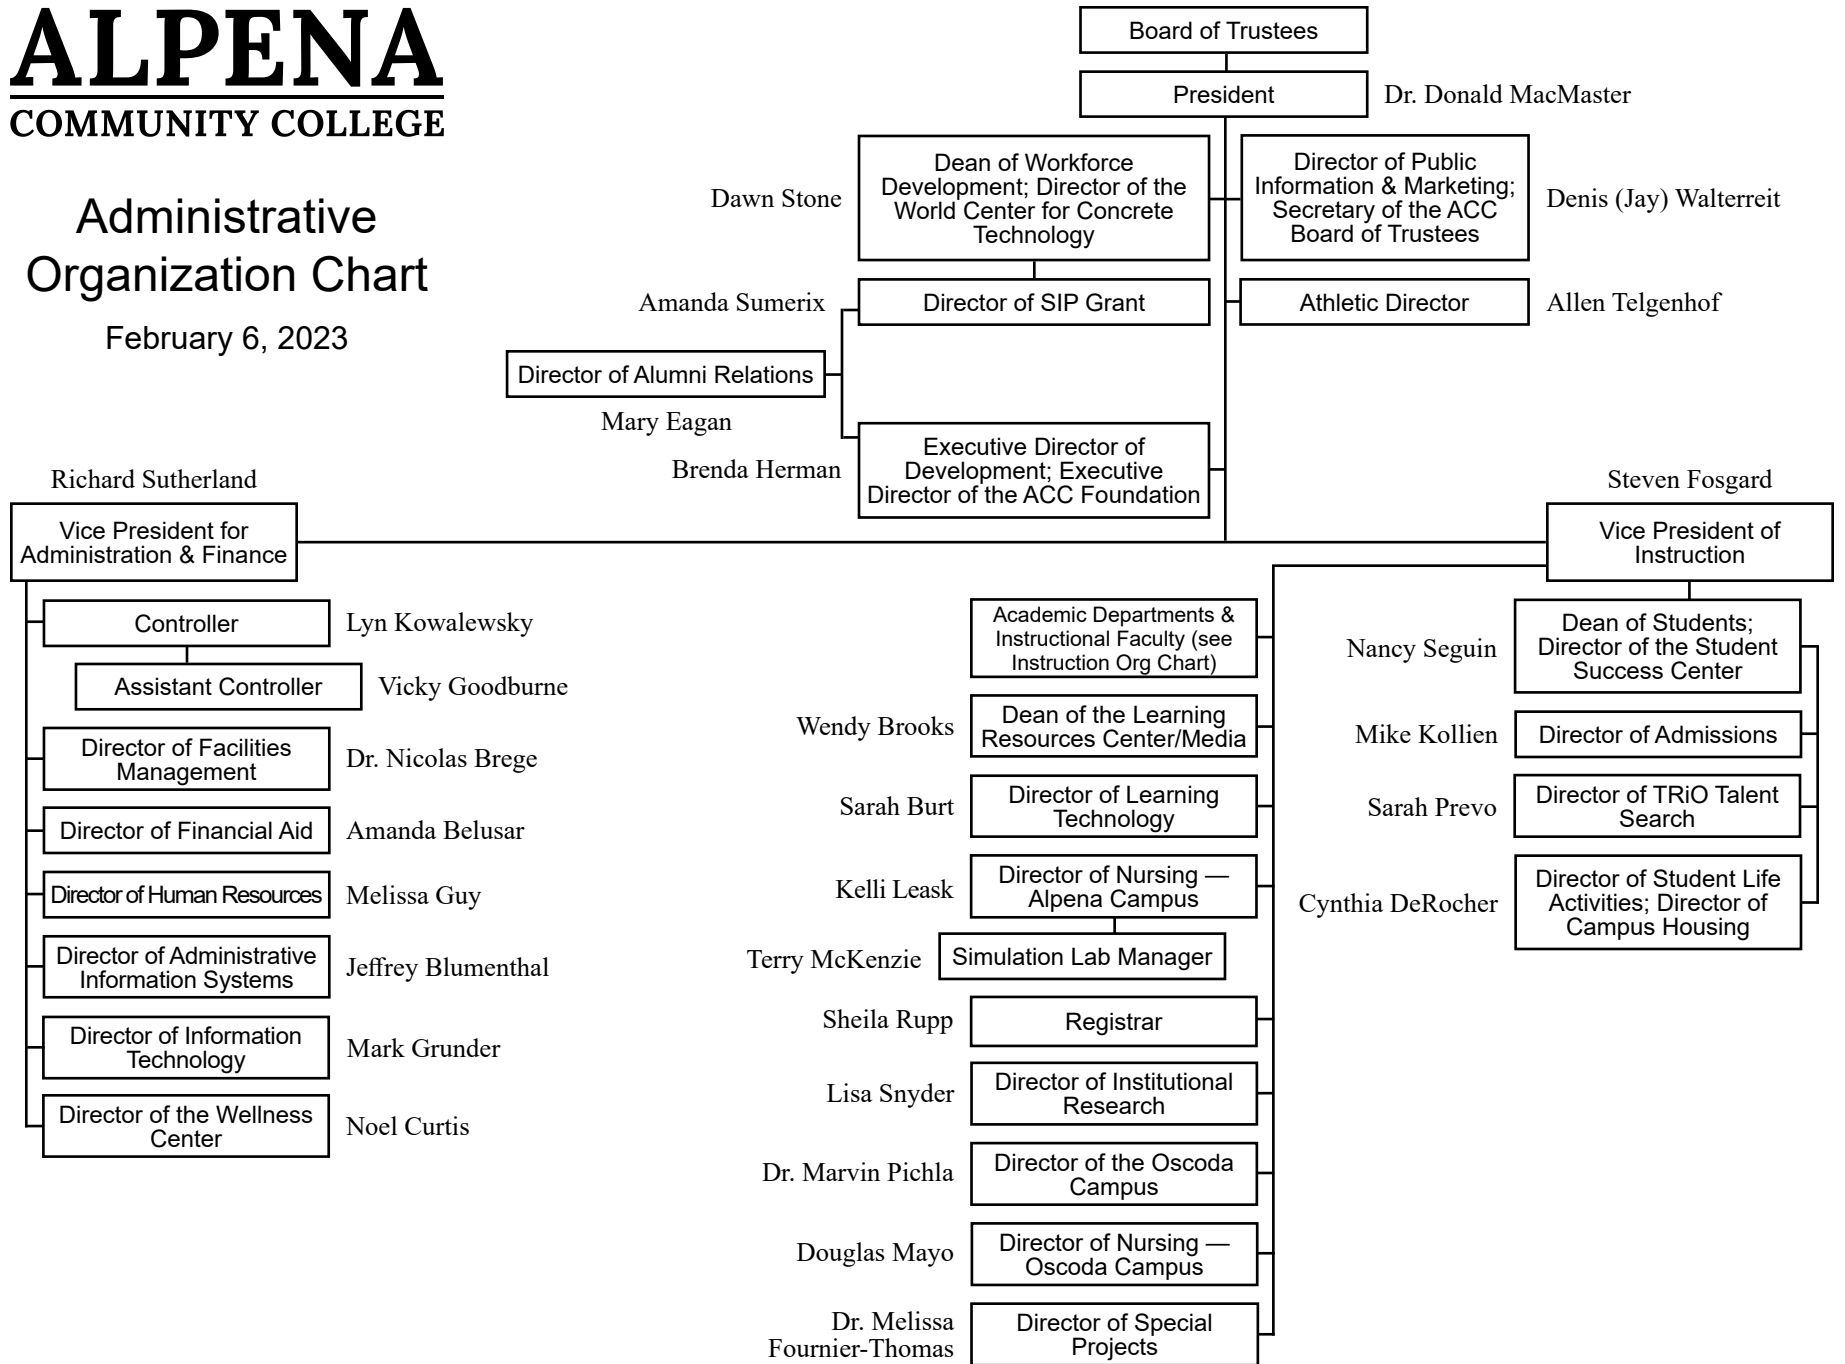 ALPENA
COMMUNITY COLLEGE
Administrative
Organization Chart
February 6, 2023
Board of Trustees
President
Dr. Donald MacMaster
Dawn Stone
Dean of Workforce
Development; Director of the
World Center for Concrete
Technology
Director of Public
Information & Marketing;
Secretary of the ACC
Board of Trustees
Denis (Jay) Walterreit
Amanda Sumerix
Director of SIP Grant
Athletic Director
Allen Telgenhof
Director of Alumni Relations
Mary Eagan
Brenda Herman
Executive Director of
Development; Executive
Director of the ACC Foundation
Richard Sutherland
Vice President for
Administration & Finance
Controller
Lyn Kowalewsky
Assistant Controller
Vicky Goodburne
Director of Facilities
Management
Dr. Nicolas Brege
Director of Financial Aid
Amanda Belusar
Director of Human Resources
Melissa Guy
Director of Administrative
Information Systems
Jeffrey Blumenthal
Director of Information
Technology
Mark Grunder
Director of the Wellness
Center
Noel Curtis
Steven Fosgard
Vice President of
Instruction
Academic Departments &
Instructional Faculty (see
Instruction Org Chart)
Wendy Brooks
Dean of the Learning
Resources Center/Media
Sarah Burt
Director of Learning
Technology
Kelli Leask
Director of Nursing —
Alpena Campus
Terry McKenzie
Simulation Lab Manager
Sheila Rupp
Registrar
Lisa Snyder
Director of Institutional
Research
Dr. Marvin Pichla
Director of the Oscoda
Campus
Douglas Mayo
Director of Nursing —
Oscoda Campus
Dr. Melissa
Fournier-Thomas
Director of Special
Projects
Nancy Seguin
Dean of Students;
Director of the Student
Success Center
Mike Kollien
Director of Admissions
Sarah Prevo
Director of TRiO Talent
Search
Cynthia DeRocher
Director of Student Life
Activities; Director of
Campus Housing